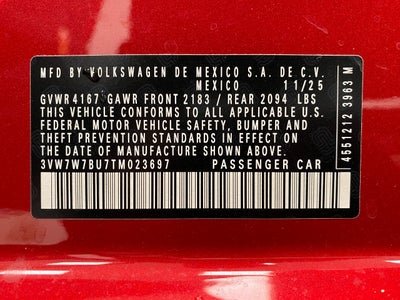 MFD BY VOLKSWAGEN DE MEXICO S.A. DE C.V.
MEXICO 11/25
GVWR 4167 GAWR FRONT 2183 / REAR 2094 LBS
THIS VEHICLE CONFORMS TO ALL APPLICABLE U.S.
FEDERAL MOTOR VEHICLE SAFETY, BUMPER AND
THEFT PREVENTION STANDARDS IN EFFECT ON
THE DATE OF MANUFACTURE SHOWN ABOVE.
3VW7W7BU7TM023697 PASSENGER CAR
4551212 3963 M